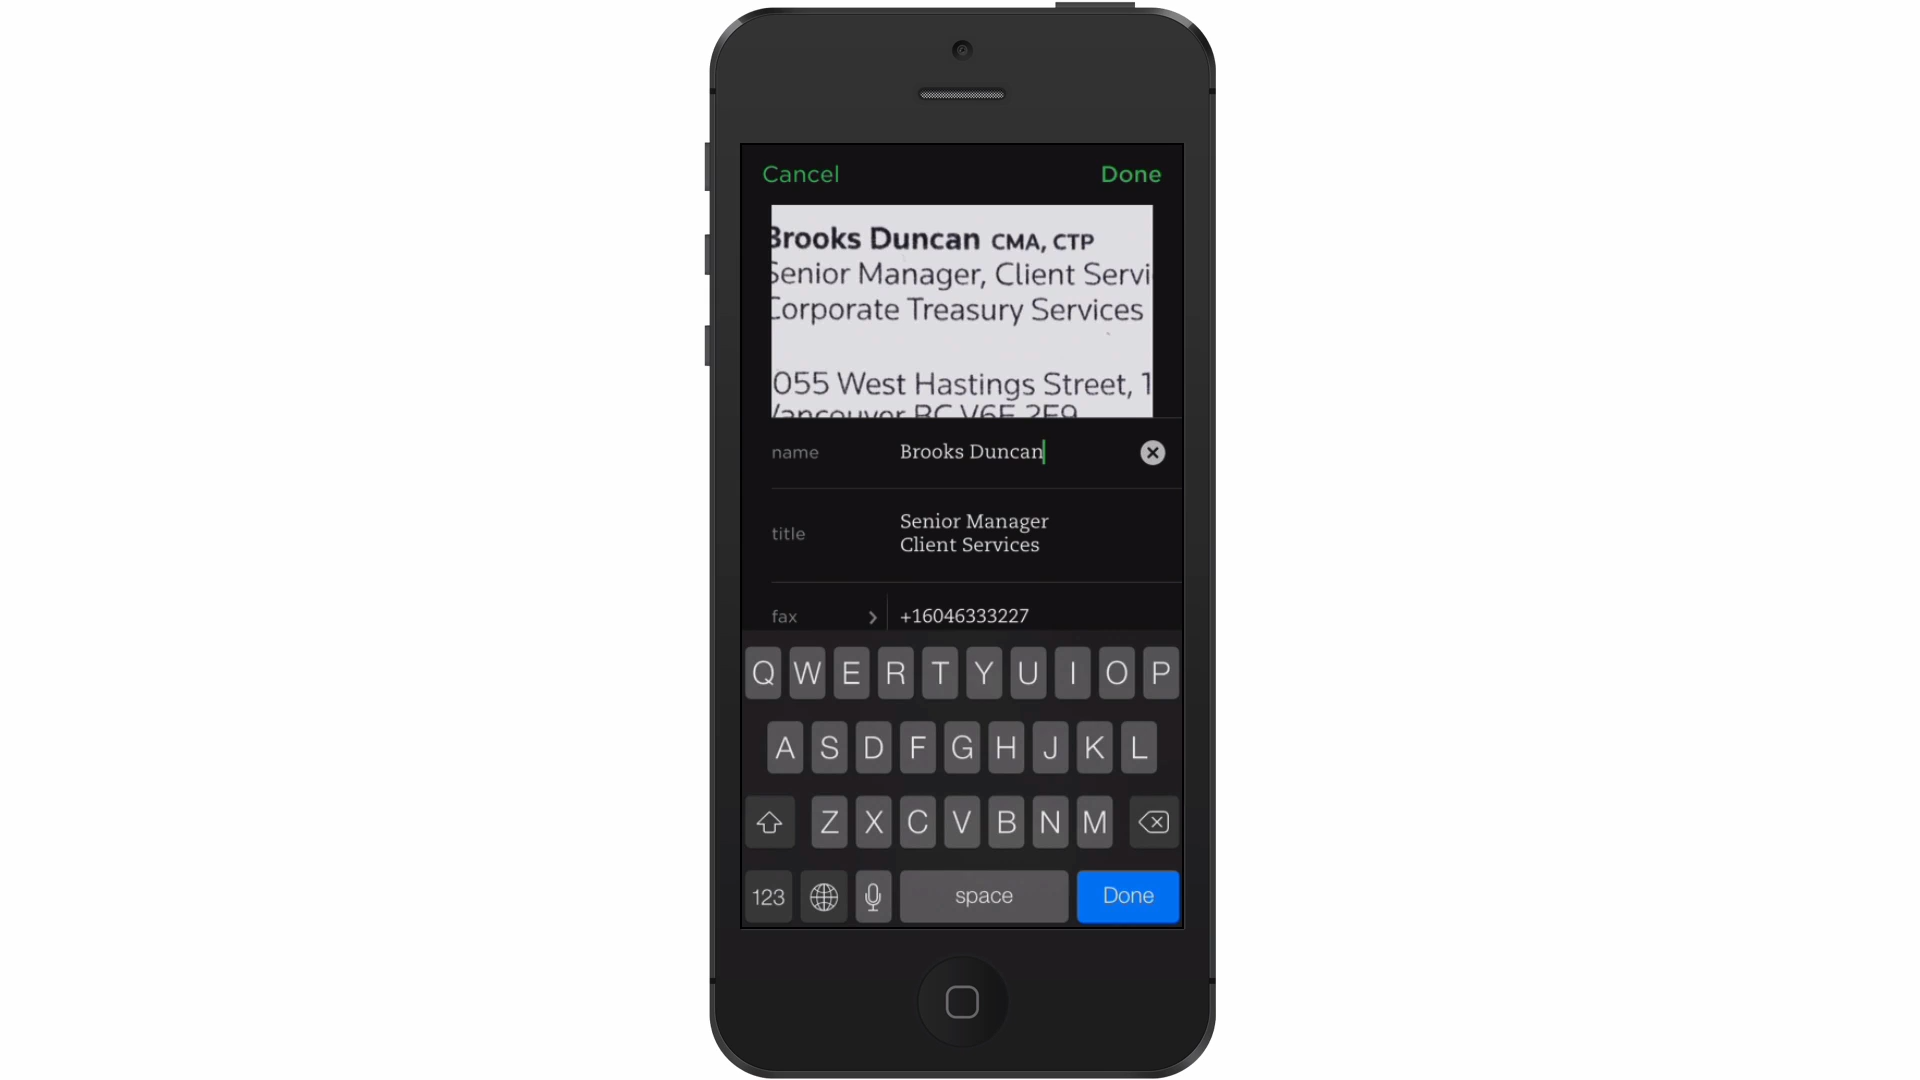 Cancel Done
Brooks Duncan CMA, CTP
Senior Manager, Client Servi
Corporate Treasury Services
055 West Hastings Street, 1
Vancouver BC V6E 2E9
name Brooks Duncan
title Senior Manager
Client Services
fax +16046333227
Q W E R T Y U I O P
A S D F G H J K L
Z X C V B N M
123 space Done